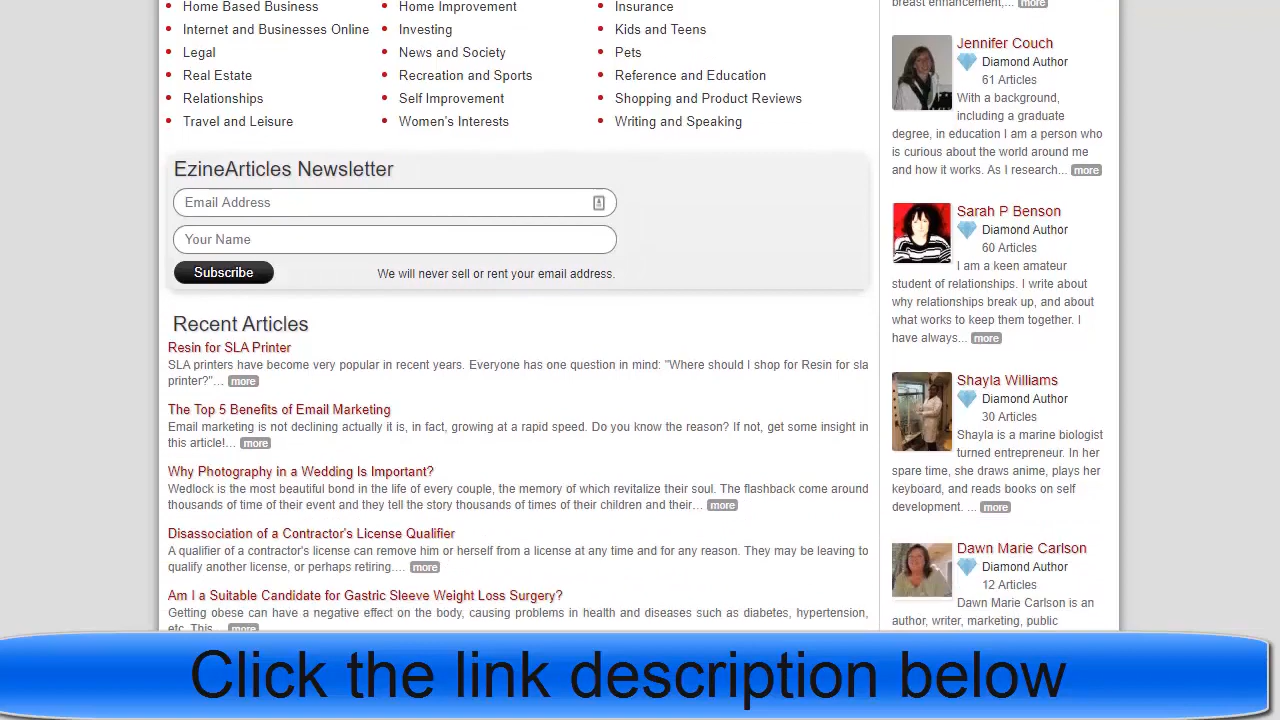 Home Based Business
Home Improvement
Insurance
Internet and Businesses Online
Investing
Kids and Teens
Legal
News and Society
Pets
Real Estate
Recreation and Sports
Reference and Education
Relationships
Self Improvement
Shopping and Product Reviews
Travel and Leisure
Women's Interests
Writing and Speaking
EzineArticles Newsletter
Email Address
Your Name
Subscribe
We will never sell or rent your email address.
Recent Articles
Resin for SLA Printer
SLA printers have become very popular in recent years. Everyone has one question in mind: "Where should I shop for Resin for sla
printer?"... more
The Top 5 Benefits of Email Marketing
Email marketing is not declining actually it is, in fact, growing at a rapid speed. Do you know the reason? If not, get some insight in
this article!... more
Why Photography in a Wedding Is Important?
Wedlock is the most beautiful bond in the life of every couple, the memory of which revitalize their soul. The flashback come around
thousands of time of their event and they tell the story thousands of times of their children and their... more
Disassociation of a Contractor's License Qualifier
A qualifier of a contractor's license can remove him or herself from a license at any time and for any reason. They may be leaving to
qualify another license, or perhaps retiring.... more
Am I a Suitable Candidate for Gastric Sleeve Weight Loss Surgery?
Getting obese can have a negative effect on the body, causing problems in health and diseases such as diabetes, hypertension,
etc. This... more
breast enhancement,... more
Jennifer Couch
Diamond Author
61 Articles
With a background,
including a graduate
degree, in education I am a person who
is curious about the world around me
and how it works. As I research... more
Sarah P Benson
Diamond Author
60 Articles
I am a keen amateur
student of relationships. I write about
why relationships break up, and about
what works to keep them together. I
have always... more
Shayla Williams
Diamond Author
30 Articles
Shayla is a marine biologist
turned entrepreneur. In her
spare time, she draws anime, plays her
keyboard, and reads books on self
development. ... more
Dawn Marie Carlson
Diamond Author
12 Articles
Dawn Marie Carlson is an
author, writer, marketing, public
Click the link description below